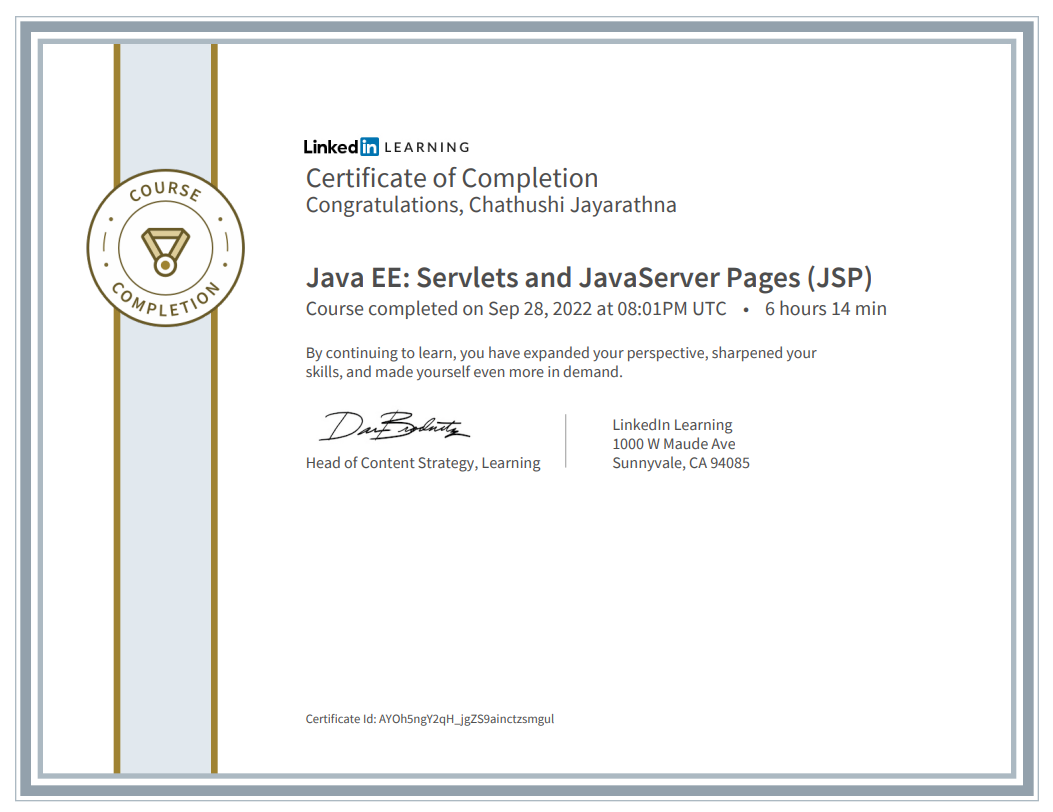 LinkedIn LEARNING
Certificate of Completion
Congratulations, Chathushi Jayarathna
COURSE
COMPLETION
Java EE: Servlets and JavaServer Pages (JSP)
Course completed on Sep 28, 2022 at 08:01PM UTC • 6 hours 14 min
By continuing to learn, you have expanded your perspective, sharpened your
skills, and made yourself even more in demand.
Head of Content Strategy, Learning
LinkedIn Learning
1000 W Maude Ave
Sunnyvale, CA 94085
Certificate Id: AYOh5ngY2qH_jgZS9ainctzsmgul